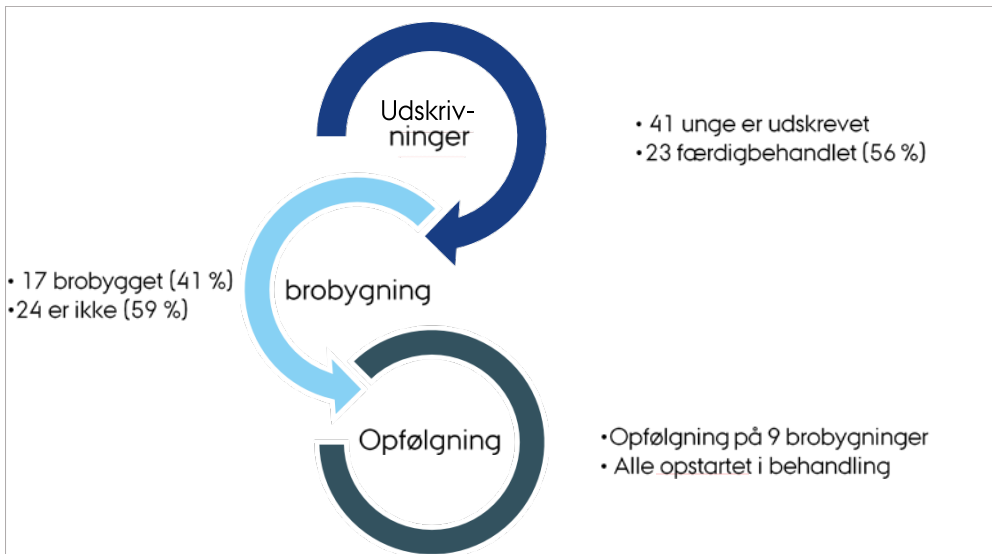 Udskriv-
ninger
• 41 unge er udskrevet
•23 færdigbehandlet (56 %)
• 17 brobygget (41 %)
•24 er ikke (59 %)
brobygning
Opfølgning
•Opfølgning på 9 brobygninger
• Alle opstartet i behandling